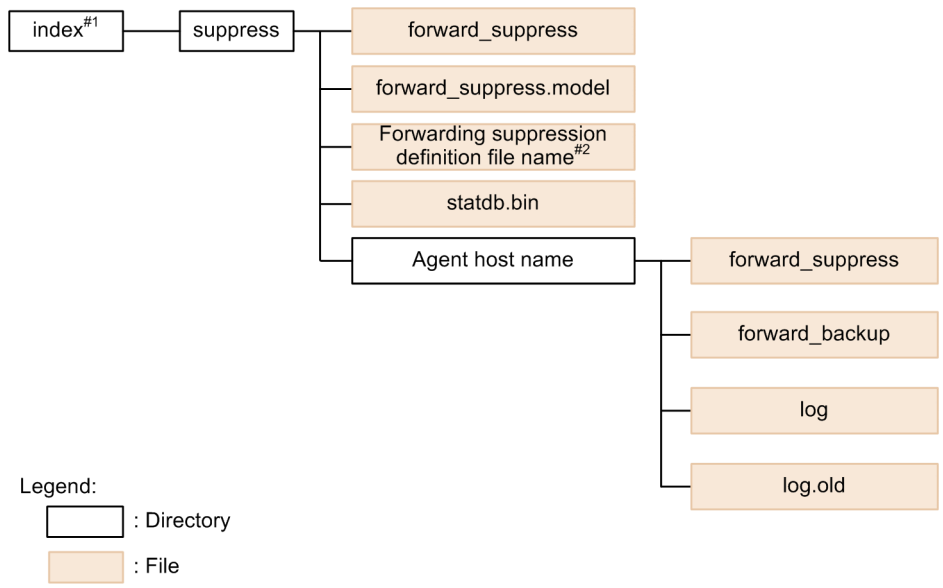 index#1
suppress
forward_suppress
forward_suppress.model
Forwarding suppression
definition file name#2
statdb.bin
Agent host name
forward_suppress
forward_backup
log
log.old
Legend:
: Directory
: File